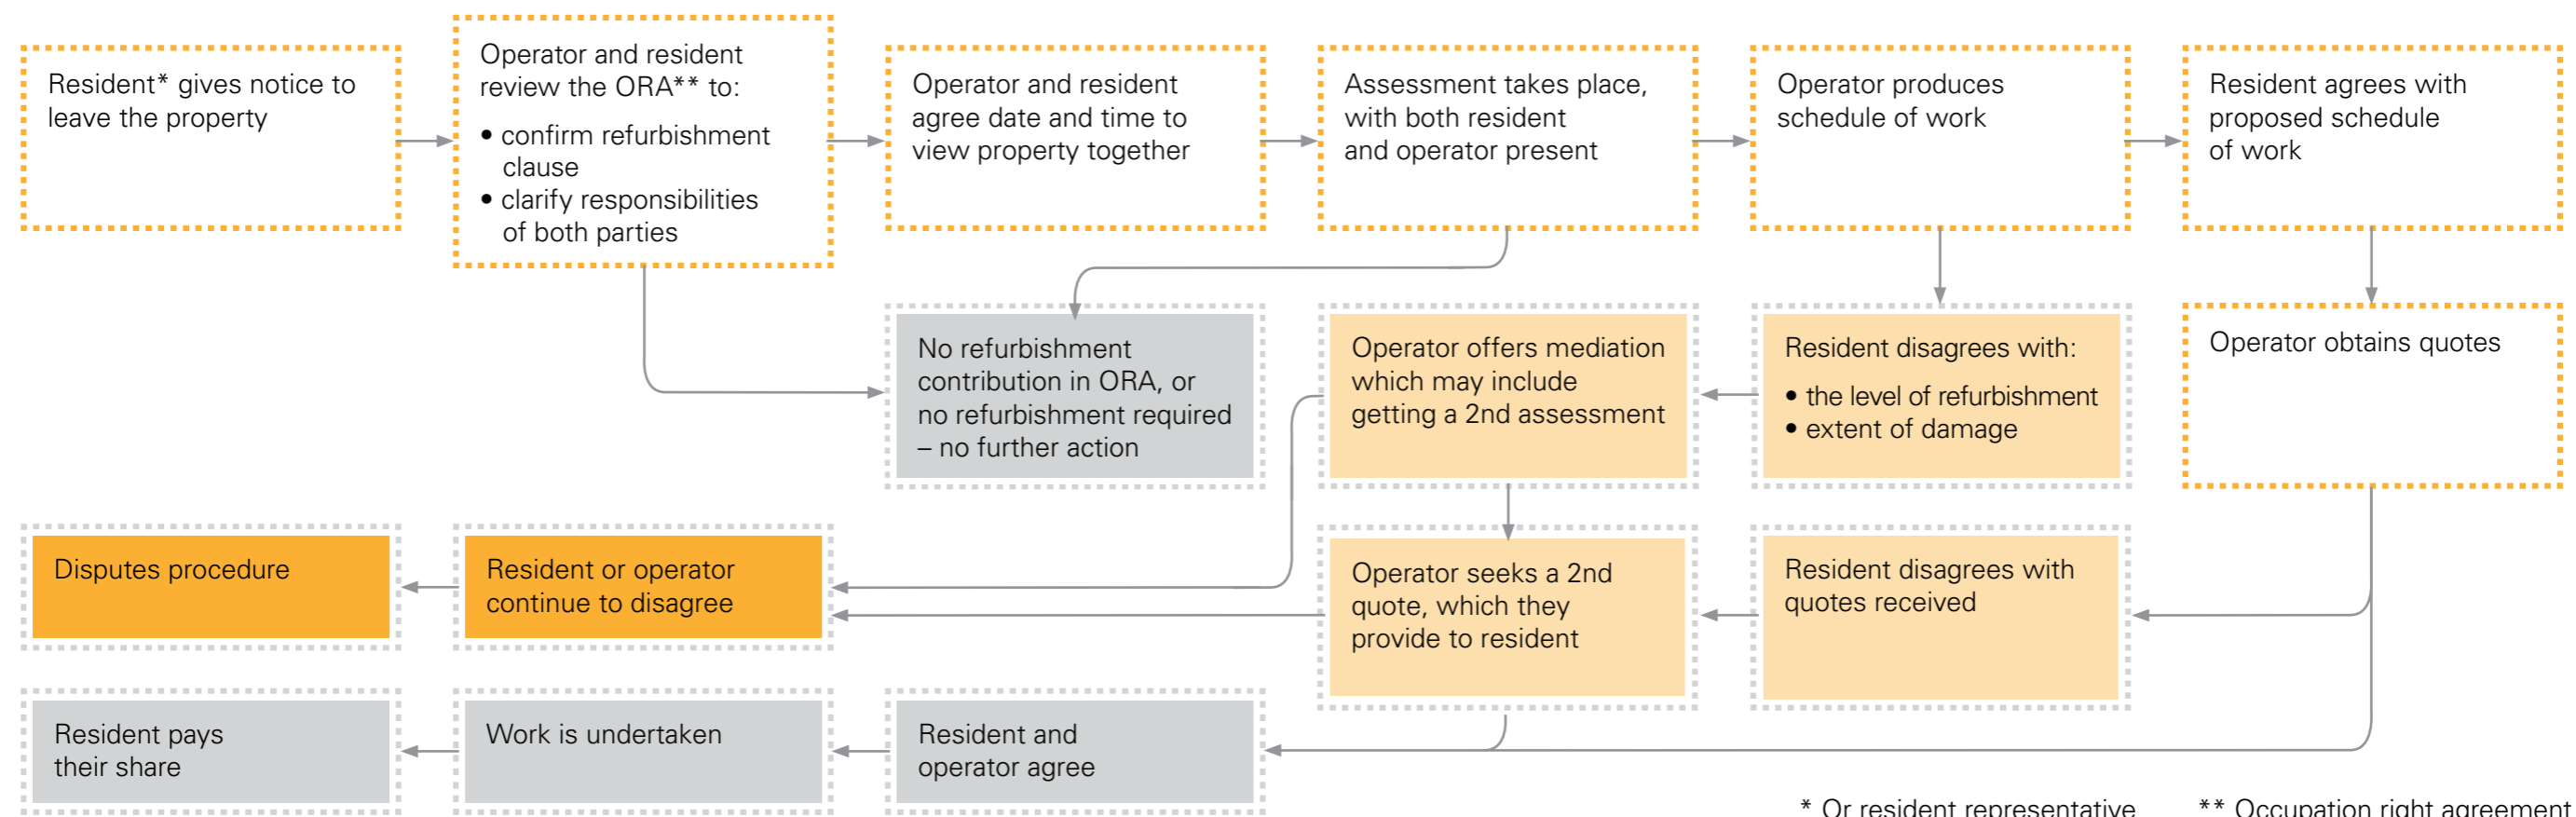 Resident* gives notice to
leave the property
Operator and resident
review the ORA** to:
• confirm refurbishment
clause
• clarify responsibilities
of both parties
Operator and resident
agree date and time to
view property together
Assessment takes place,
with both resident
and operator present
Operator produces
schedule of work
Resident agrees with
proposed schedule
of work
No refurbishment
contribution in ORA, or
no refurbishment required
– no further action
Operator offers mediation
which may include
getting a 2nd assessment
Resident disagrees with:
• the level of refurbishment
• extent of damage
Operator obtains quotes
Disputes procedure
Resident or operator
continue to disagree
Operator seeks a 2nd
quote, which they
provide to resident
Resident disagrees with
quotes received
Resident pays
their share
Work is undertaken
Resident and
operator agree
* Or resident representative
** Occupation right agreement